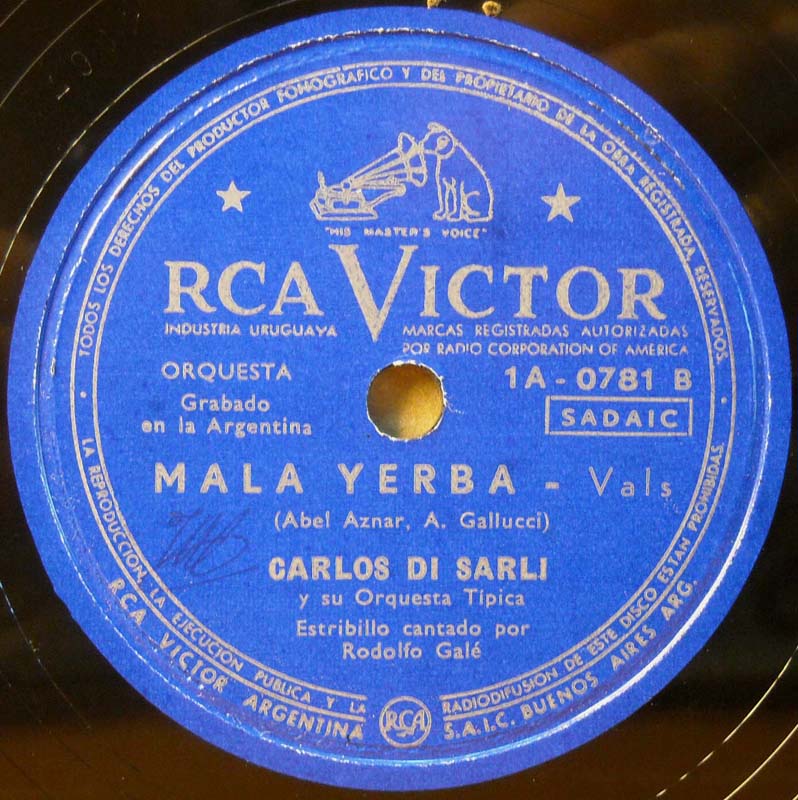 TODOS LOS DERECHOS DEL PRODUCTOR FONOGRAFICO Y DEL PROPIETARIO DE LA OBRA REGISTRADA, RESERVADOS.
"HIS MASTER'S VOICE"
RCA VICTOR
INDUSTRIA URUGUAYA
MARCAS REGISTRADAS AUTORIZADAS
POR RADIO CORPORATION OF AMERICA
ORQUESTA
1A - 0781 B
Grabado
en la Argentina
SADAIC
MALA YERBA - Vals
(Abel Aznar, A. Gallucci)
CARLOS DI SARLI
y su Orquesta Típica
Estribillo cantado por
Rodolfo Galé
LA REPRODUCCION, LA EJECUCION PUBLICA Y LA RADIODIFUSION DE ESTE DISCO ESTAN PROHIBIDAS.
RCA VICTOR ARGENTINA RCA S.A.I.C. BUENOS AIRES ARG.